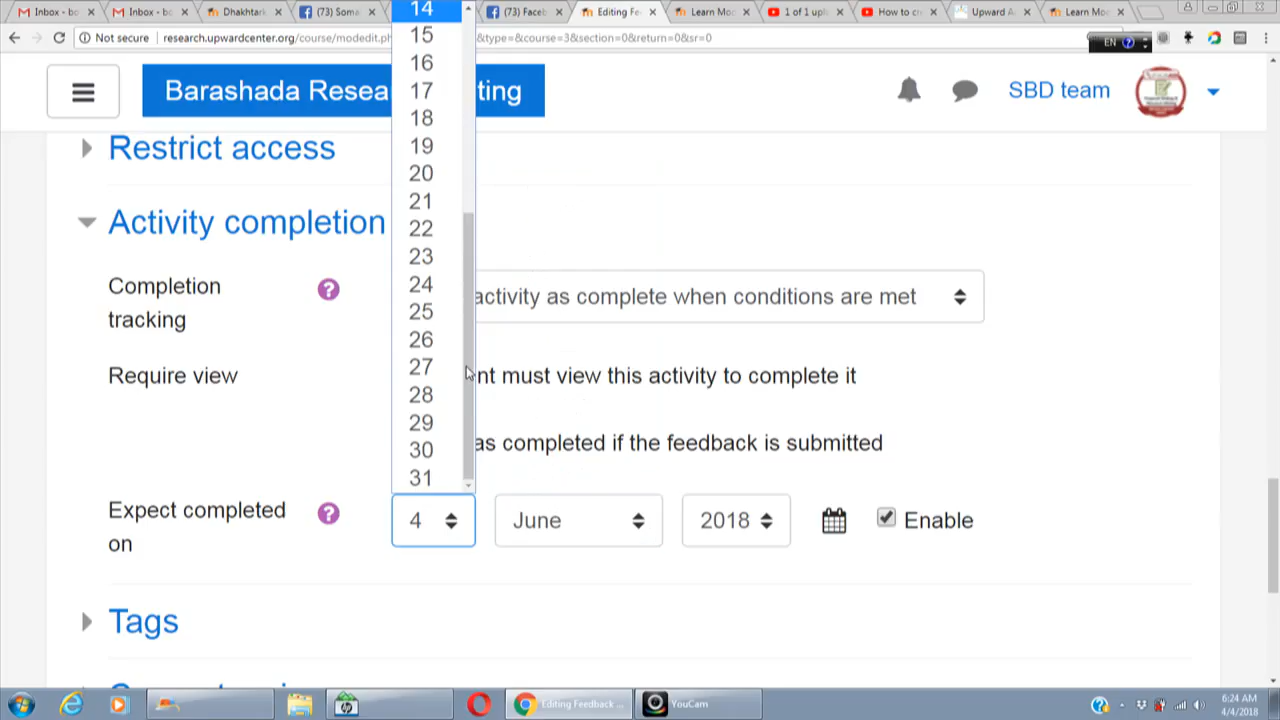 Inbox - bo
Inbox - bo
Dhakhtark
(73) Soma
(73) Faceb
Editing Fe
Learn Moo
1 of 1 upl
How to cr
Upward A
Learn Moo
Not secure
research.upwardcenter.org/course/modedit.ph
&type=&course=3&section=0&return=0&sr=0
EN
Barashada Resea
ting
SBD team
Restrict access
Activity completion
Completion
tracking
activity as complete when conditions are met
Require view
nt must view this activity to complete it
as completed if the feedback is submitted
14
15
16
17
18
19
20
21
22
23
24
25
26
27
28
29
30
31
Expect completed
on
4
June
2018
Enable
Tags
Editing Feedback ...
YouCam
6:24 AM
4/4/2018